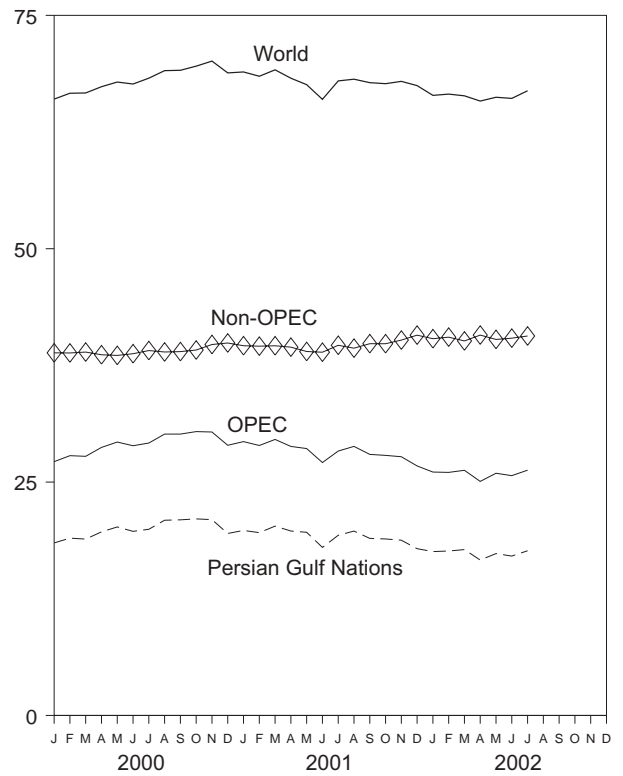 75
World
50
Non-OPEC
OPEC
25
Persian Gulf Nations
0
J F M A M J J A S O N D J F M A M J J A S O N D J F M A M J J A S O N D
2000 2001 2002